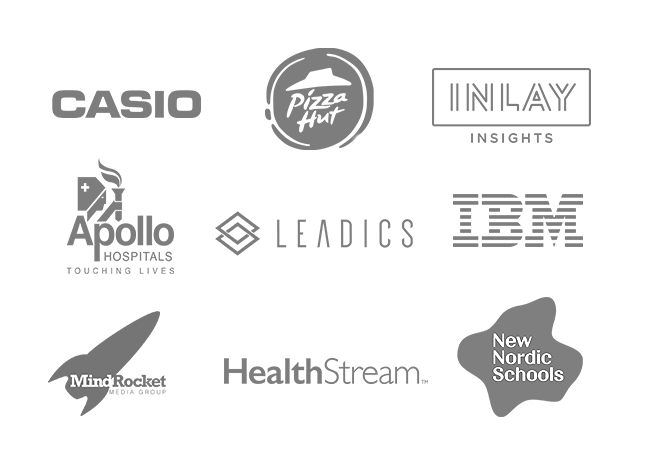 CASIO
Pizza
Hut
INLAY
INSIGHTS
Apollo
HOSPITALS
TOUCHING LIVES
LEADICS
IBM
MindRocket
MEDIA GROUP
HealthStream™
New
Nordic
Schools